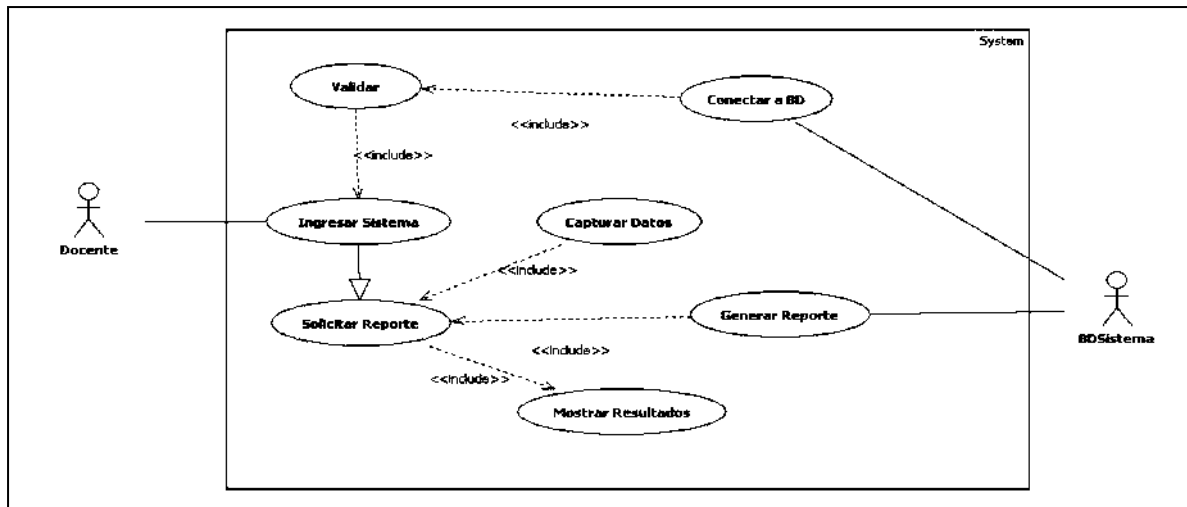 System
Validar
Conectar a BD
<<include>>
<<include>>
Ingresar Sistema
Capturar Datos
Docente
<<include>>
Solicitar Reporte
Generar Reporte
BDSistema
<<include>>
<<include>>
Mostrar Resultados